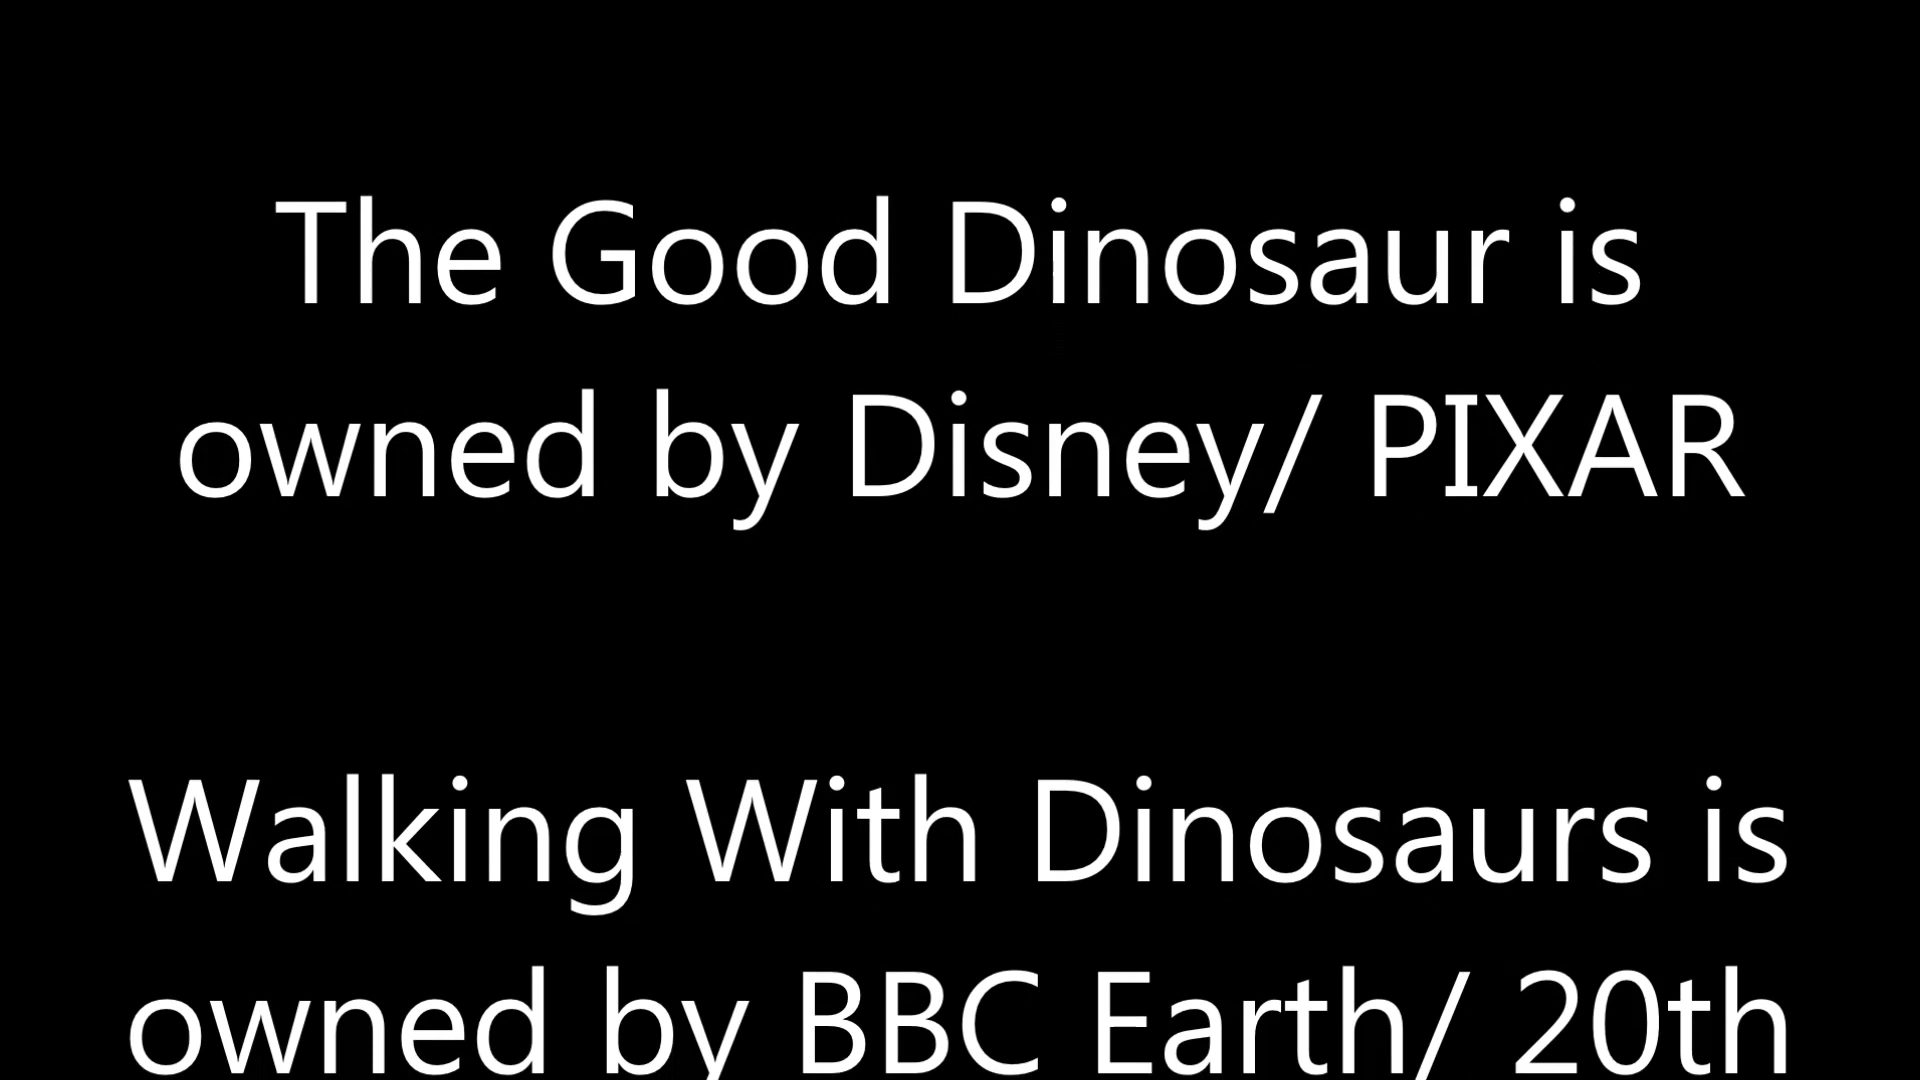 The Good Dinosaur is
owned by Disney/ PIXAR
Walking With Dinosaurs is
owned by BBC Earth/ 20th